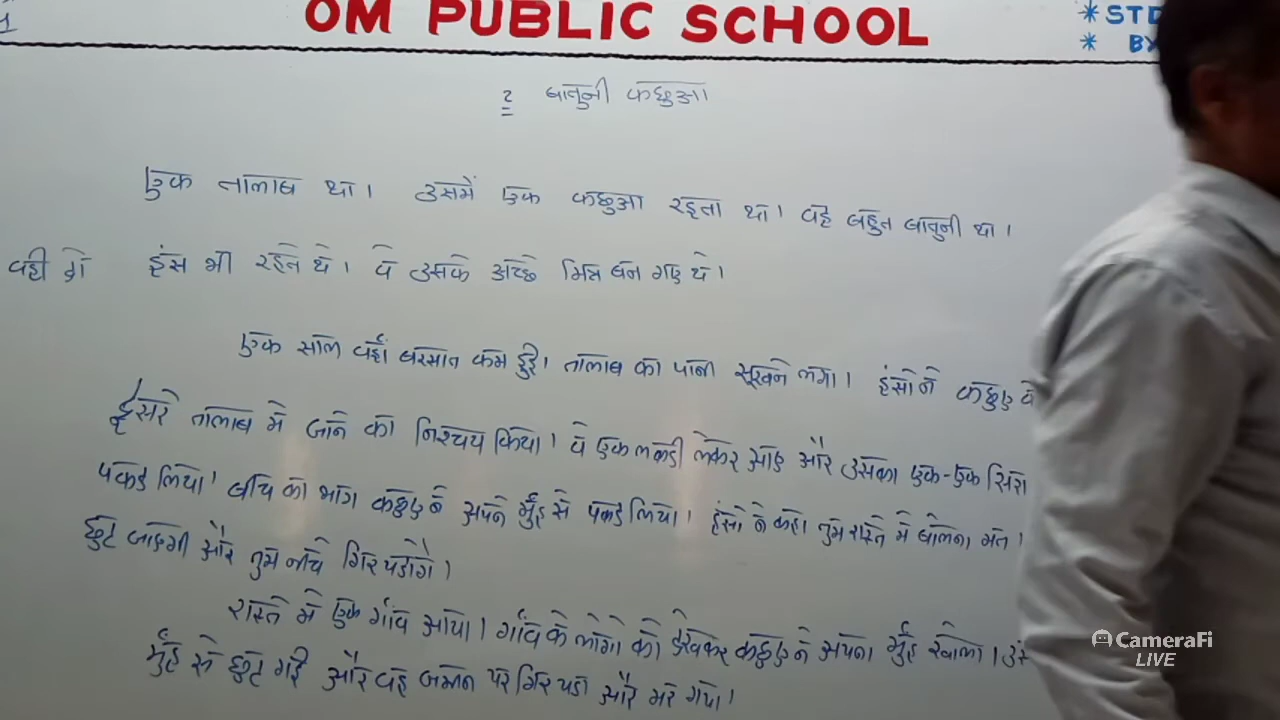 OM PUBLIC SCHOOL
* STD
* BY
२ बातुनी कछुआ
एक तालाब था। उसमें एक कछुआ रहता था। वह बहुत बातुनी था।
वही दो हंस भी रहते थे। वे उसके अच्छे मित्र बन गए थे।
एक साल वहाँ बरसात कम हुई। तालाब का पानी सूखने लगा। हंसो ने कछुए के
दूसरे तालाब मे जाने का निश्चय किया। वे एक लकडी लेकर आए और उसका एक-एक सिरा
पकड लिया। बीच का भाग कछुए ने अपने मुँह से पकड लिया। हंसो ने कहा तुम रास्ते मे बोलना मत।
छुट जाएगी और तुम नीचे गिर पडोगे।
रास्ते मे एक गाँव आया। गाँव के लोगो को देखकर कछुए ने अपना मुँह खोला।
मुँह से छुट गई और वह जमीन पर गिर पडा और मर गया।
CameraFi
LIVE